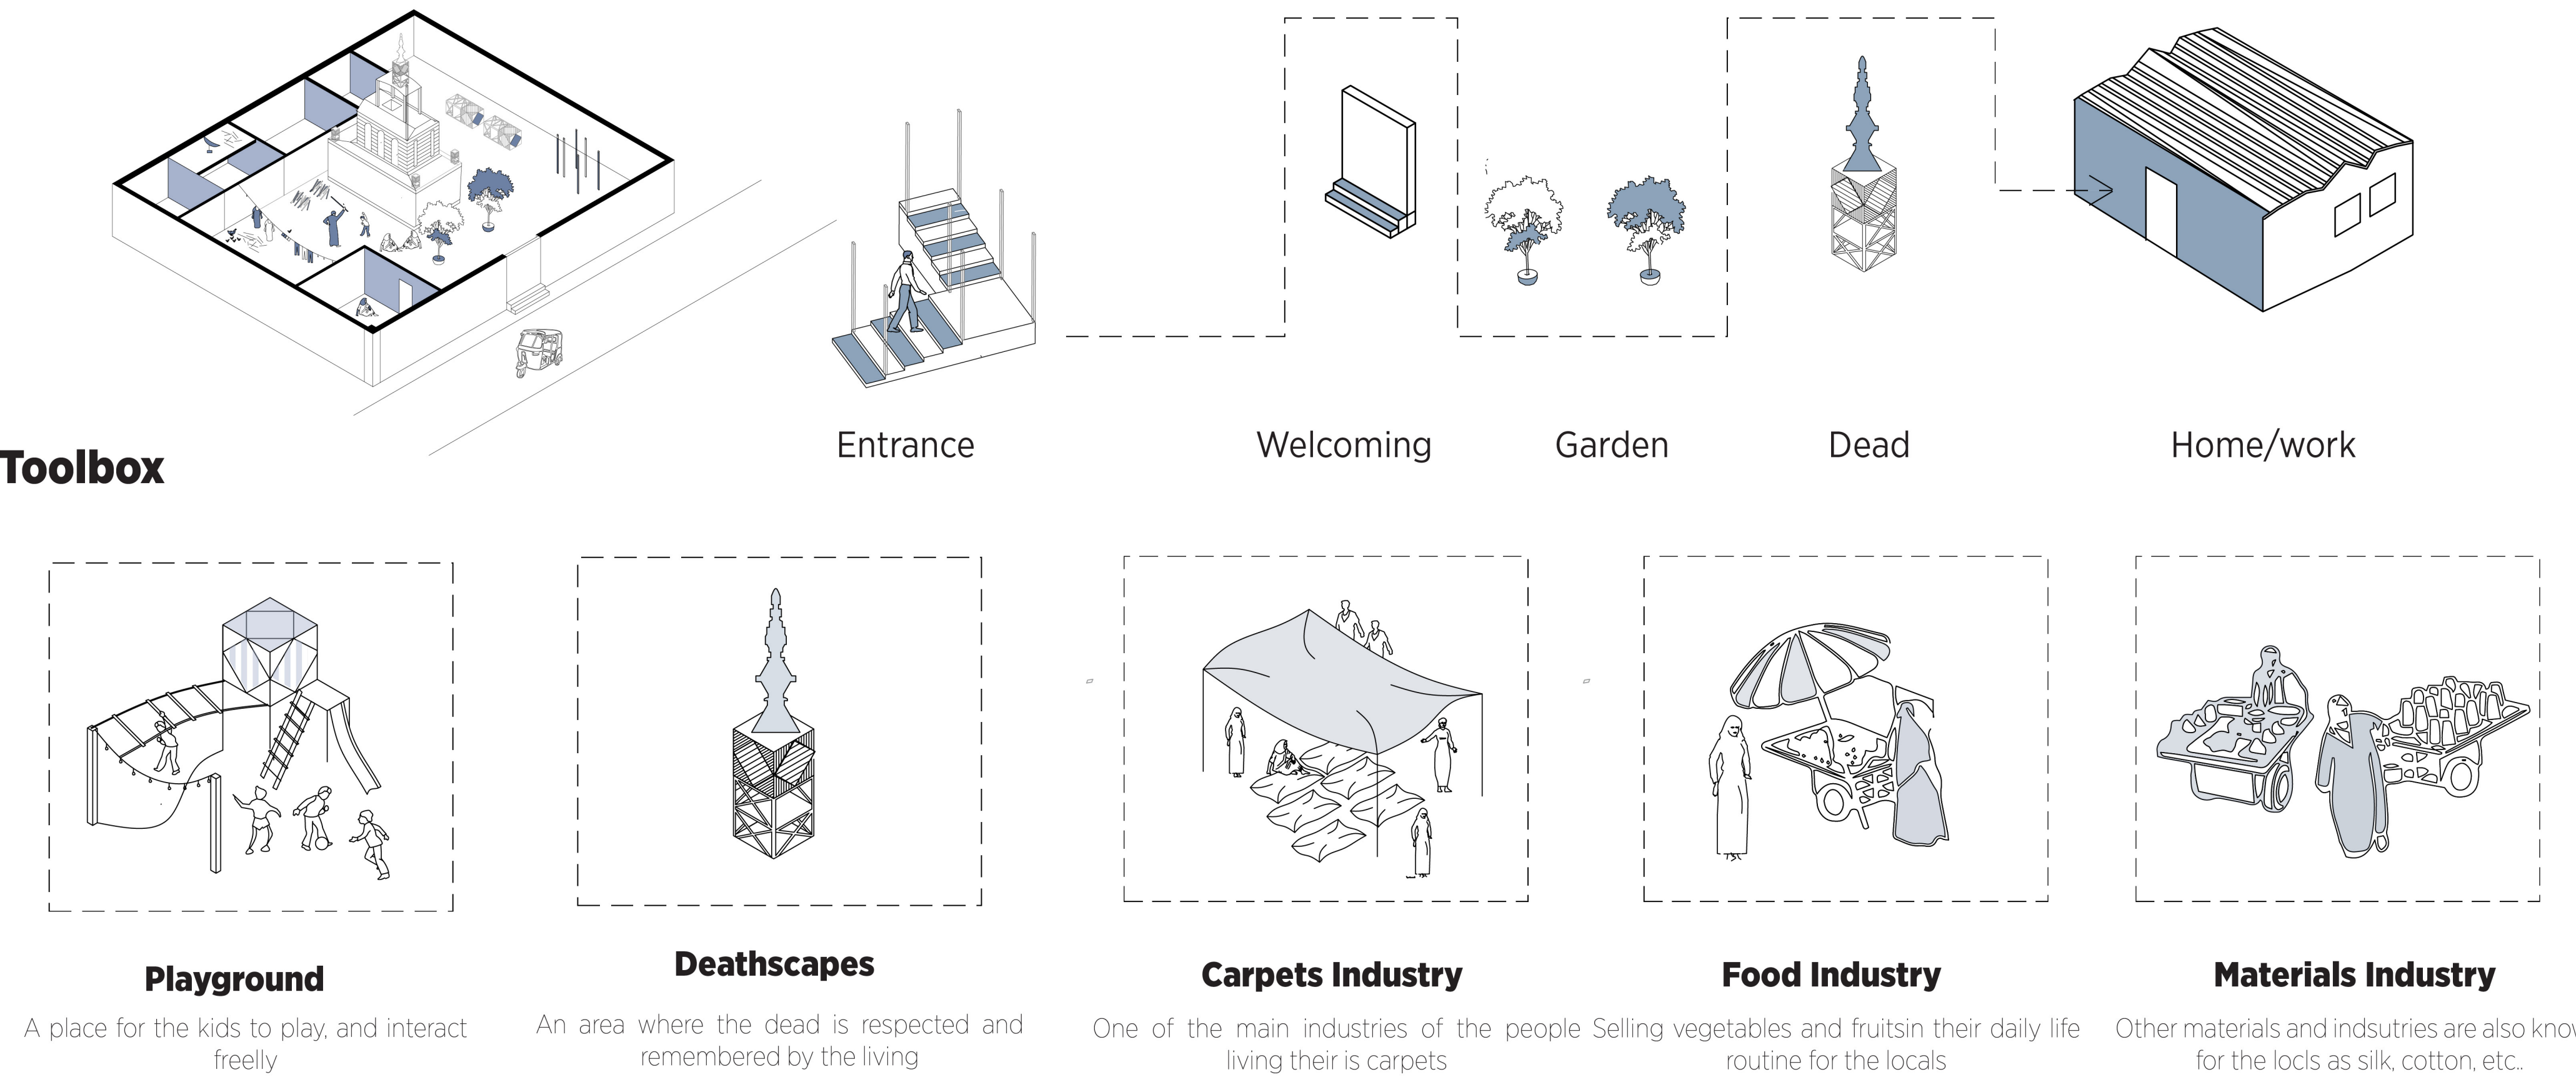 Entrance
Welcoming
Garden
Dead
Home/work
Toolbox
Playground
A place for the kids to play, and interact
freelly
Deathscapes
An area where the dead is respected and
remembered by the living
Carpets Industry
One of the main industries of the people
living their is carpets
Food Industry
Selling vegetables and fruitsin their daily life
routine for the locals
Materials Industry
Other materials and indsutries are also kno
for the locls as silk, cotton, etc..